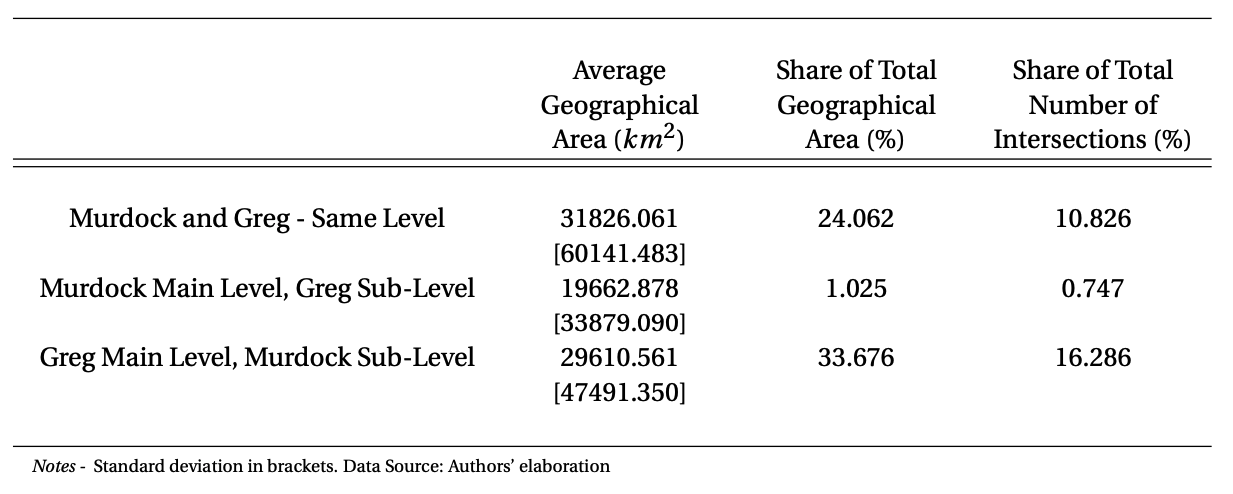 Average Share of Total Share of Total
Geographical Geographical Number of
Area (km²) Area (%) Intersections (%)
Murdock and Greg - Same Level 31826.061 24.062 10.826
[60141.483]
Murdock Main Level, Greg Sub-Level 19662.878 1.025 0.747
[33879.090]
Greg Main Level, Murdock Sub-Level 29610.561 33.676 16.286
[47491.350]
Notes - Standard deviation in brackets. Data Source: Authors’ elaboration